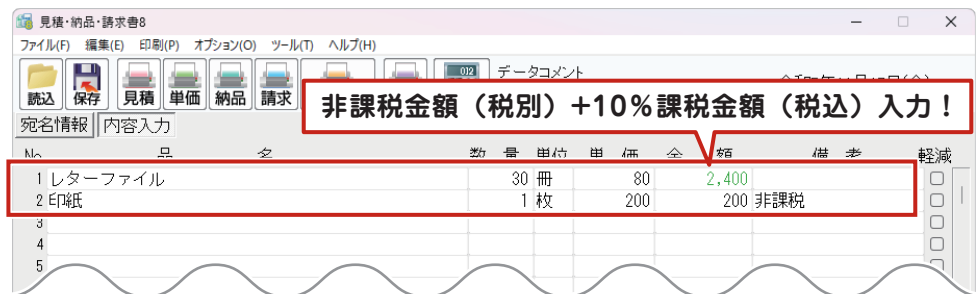 見積・納品・請求書8
ファイル(F) 編集(E) 印刷(P) オプション(O) ツール(T) ヘルプ(H)
012 データコメント
読込 保存 見積 単価 納品 請求
非課税金額（税別）+10%課税金額（税込）入力！
宛名情報 内容入力
No 品 名 数 量 単位 単 価 金 額 備 考 軽減
1 レターファイル 30 冊 80 2,400
2 印紙 1 枚 200 200 非課税
3
4
5